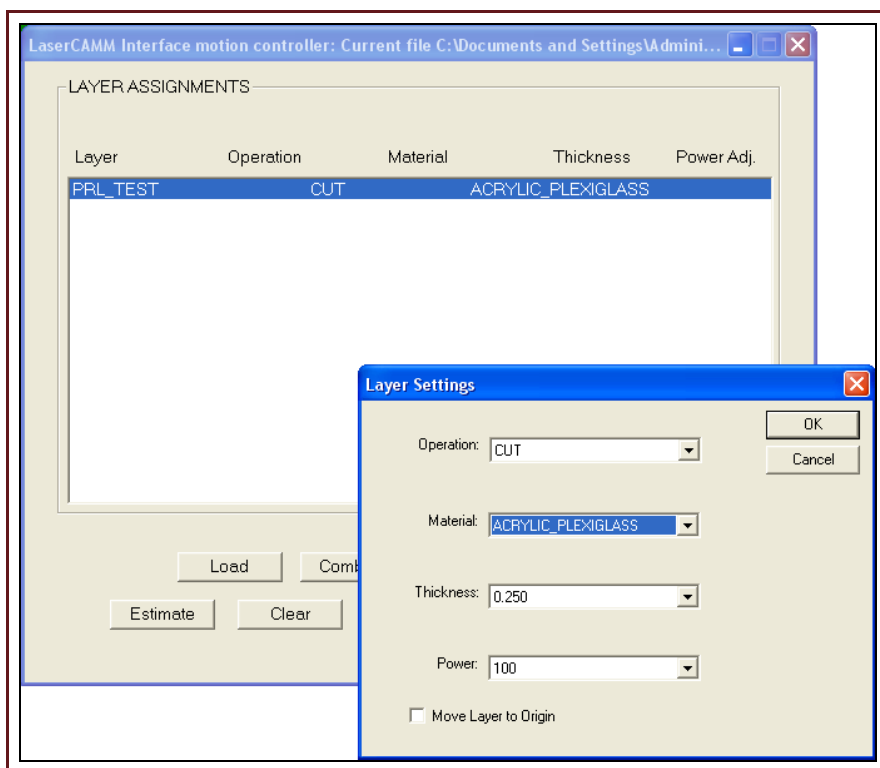 LaserCAMM Interface motion controller: Current file C:\Documents and Settings\Admini...
LAYER ASSIGNMENTS
Layer Operation Material Thickness Power Adj.
PRL_TEST CUT ACRYLIC_PLEXIGLASS
Layer Settings
OK
Operation: CUT
Cancel
Material: ACRYLIC_PLEXIGLASS
Load
Thickness: 0.250
Estimate Clear
Power: 100
Move Layer to Origin